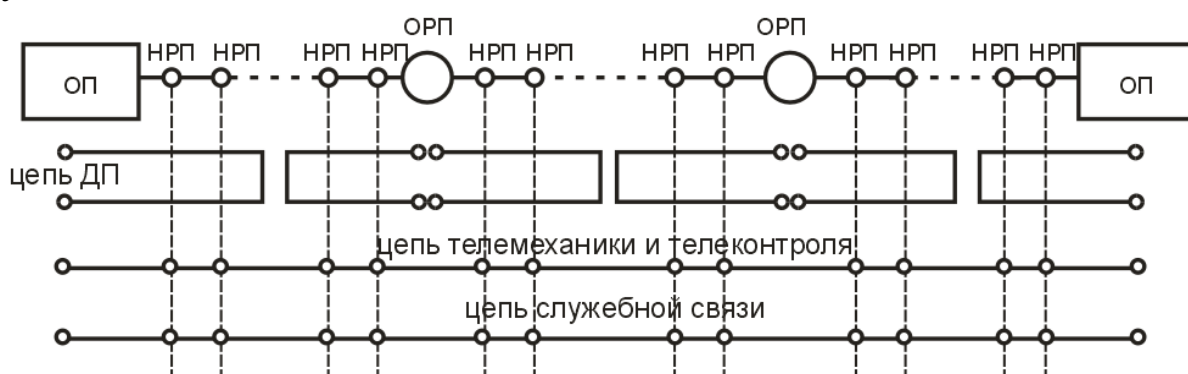 ОРП ОРП
НРП НРП НРП НРП НРП НРП НРП НРП НРП НРП НРП НРП
ОП ОП
цепь ДП
цепь телемеханики и телеконтроля
цепь служебной связи